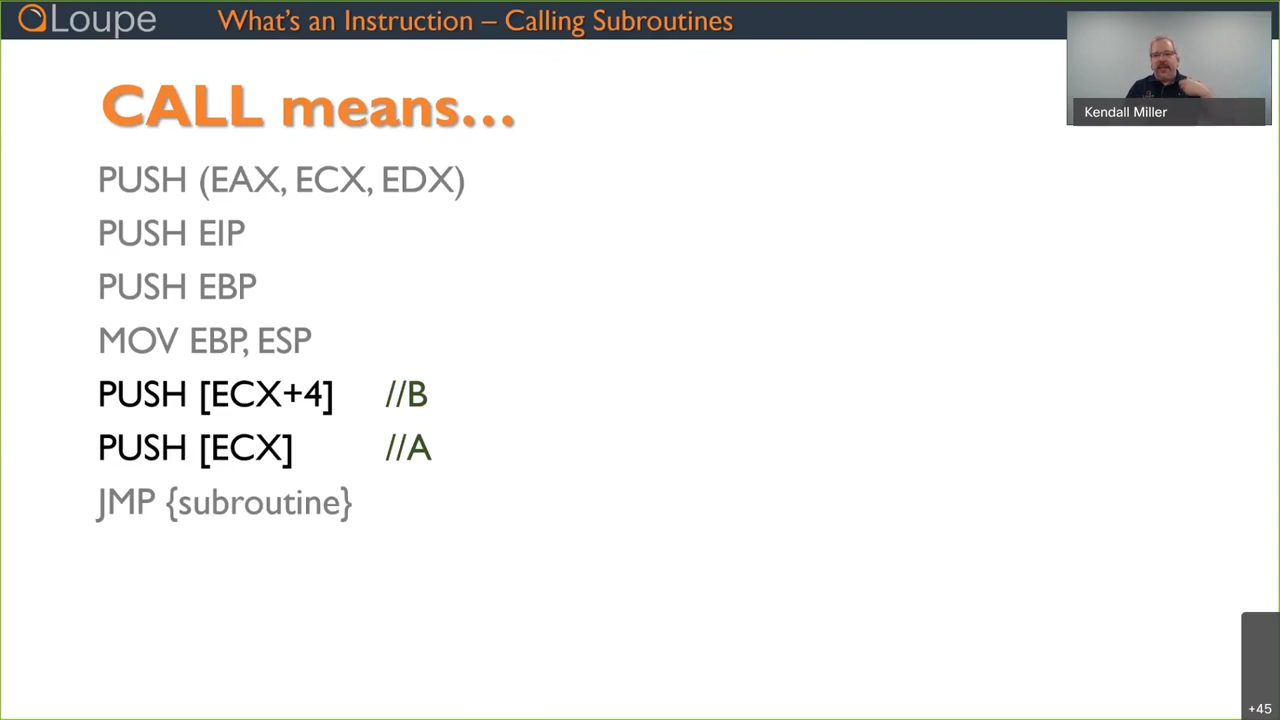 Loupe
What's an Instruction – Calling Subroutines
Kendall Miller
CALL means…
PUSH (EAX, ECX, EDX)
PUSH EIP
PUSH EBP
MOV EBP, ESP
PUSH [ECX+4] //B
PUSH [ECX] //A
JMP {subroutine}
+45